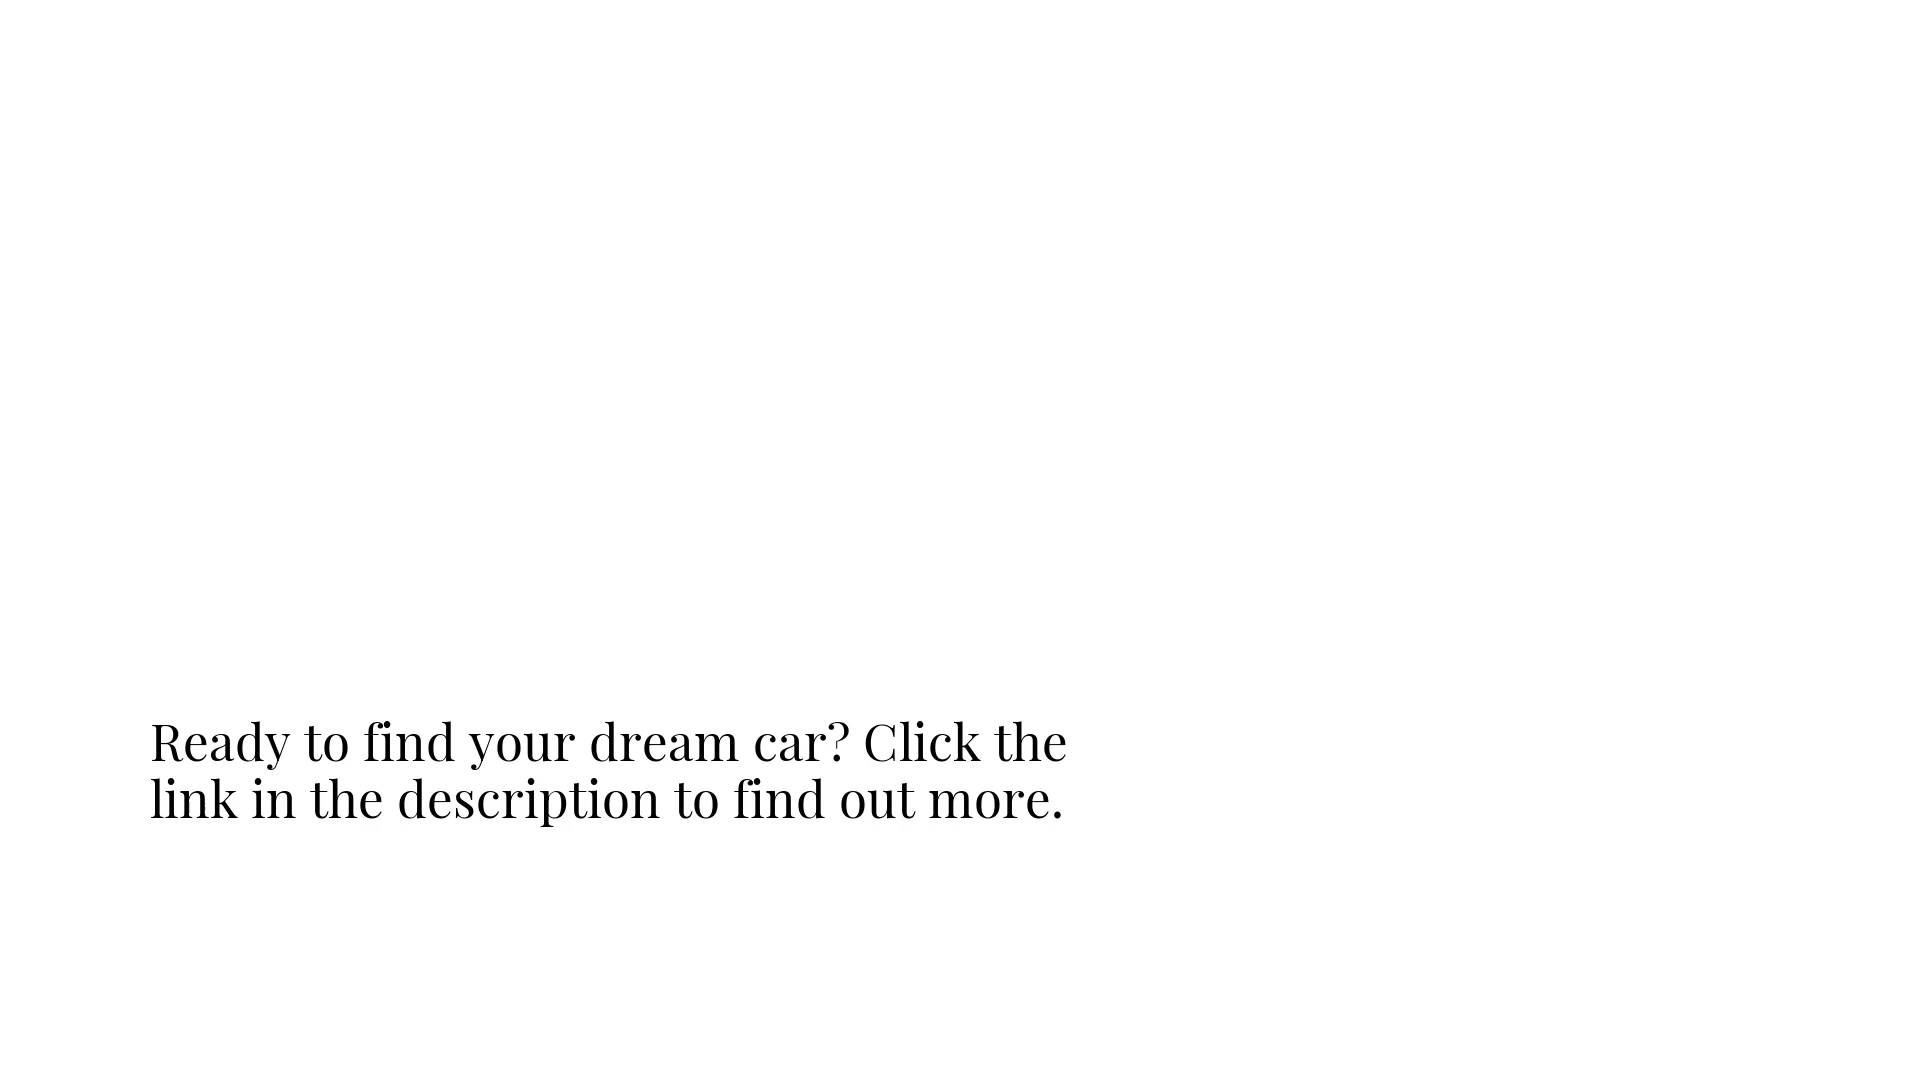 Ready to find your dream car? Click the
link in the description to find out more.